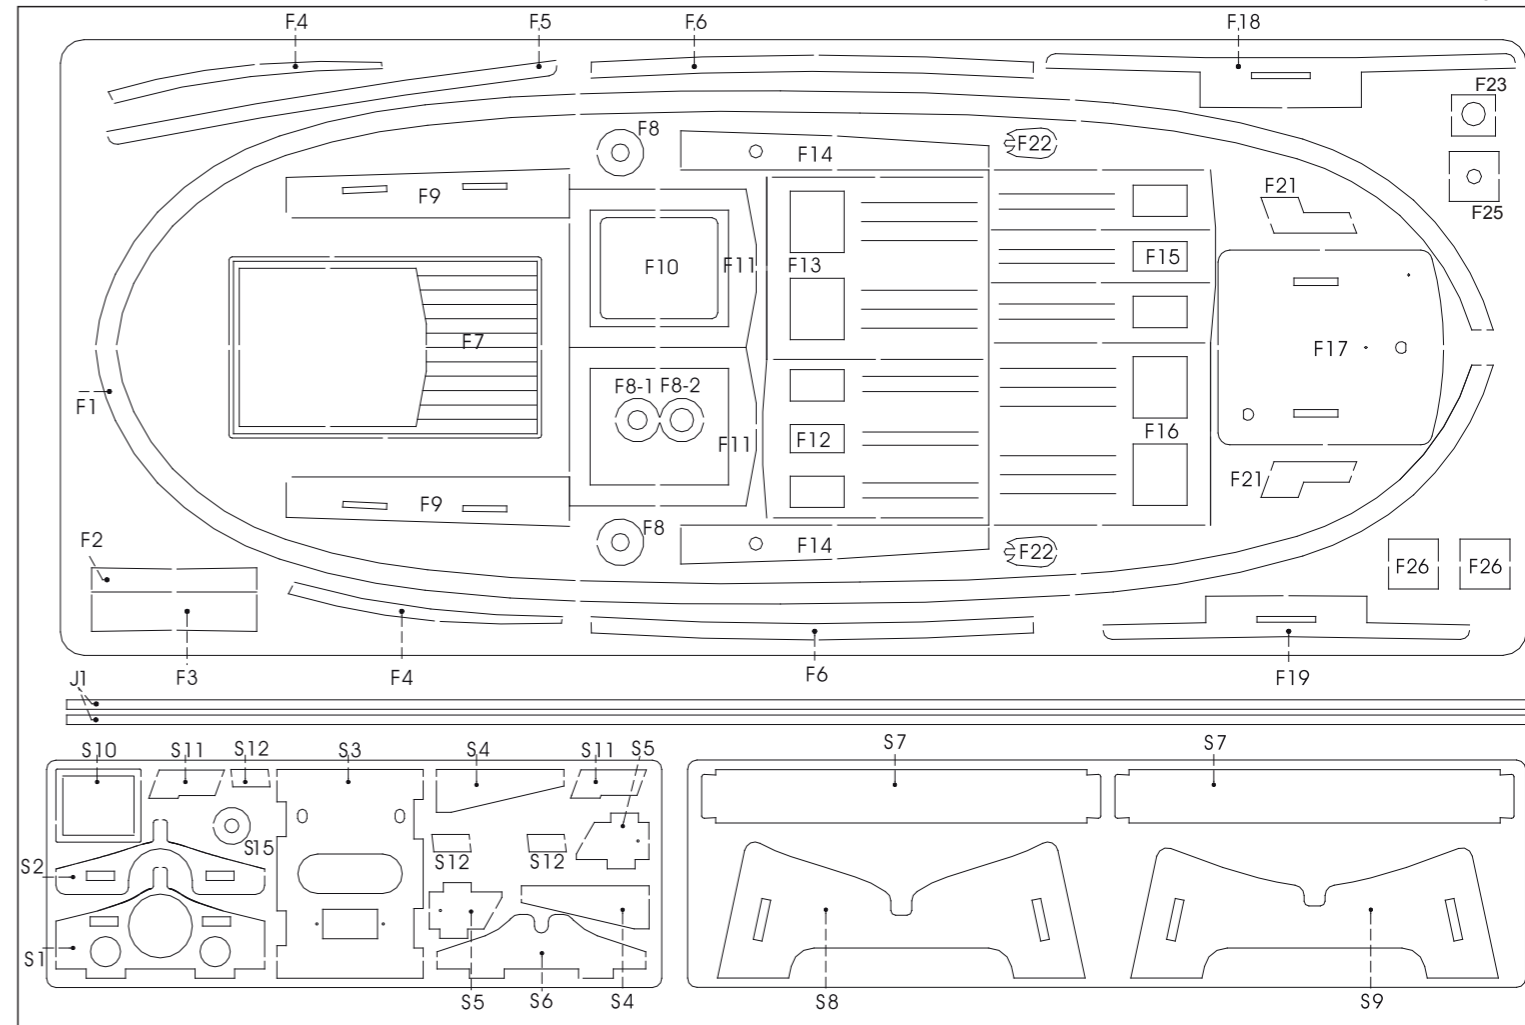 F4 F5 F6 F18
F23
F8
F14
F22
F9
F21
F25
F10
F11
F13
F15
F7
F17
F8-1 F8-2
F1
F12
F11
F16
F21
F9
F8
F14
F22
F2
F26 F26
F3
F4
F6
F19
J1
S10 S11 S12 S3 S4 S11 S5
S7 S7
S15
S12 S12
S2
S1
S5 S6 S4
S8 S9